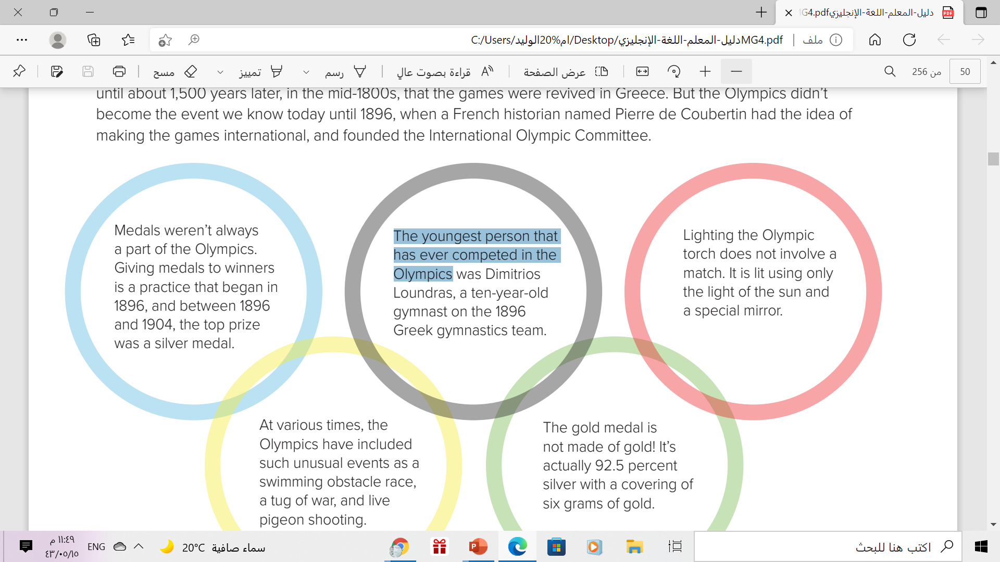 دليل-المعلم-اللغة-الإنجليزيMG4.pdf
C:/Users/ام%20الوليد/Desktop/دليل-المعلم-اللغة-الإنجليزيMG4.pdf
ملف
50
من 256
عرض الصفحة
قراءة بصوت عالٍ
رسم
تمييز
مسح
until about 1,500 years later, in the mid-1800s, that the games were revived in Greece. But the Olympics didn’t
become the event we know today until 1896, when a French historian named Pierre de Coubertin had the idea of
making the games international, and founded the International Olympic Committee.
Medals weren’t always
a part of the Olympics.
Giving medals to winners
is a practice that began in
1896, and between 1896
and 1904, the top prize
was a silver medal.
The youngest person that
has ever competed in the
Olympics was Dimitrios
Loundras, a ten-year-old
gymnast on the 1896
Greek gymnastics team.
Lighting the Olympic
torch does not involve a
match. It is lit using only
the light of the sun and
a special mirror.
At various times, the
Olympics have included
such unusual events as a
swimming obstacle race,
a tug of war, and live
pigeon shooting.
The gold medal is
not made of gold! It’s
actually 92.5 percent
silver with a covering of
six grams of gold.
اكتب هنا للبحث
20°C سماء صافية
ENG
١١:٤٩ م
٤٣/٠٥/١٥